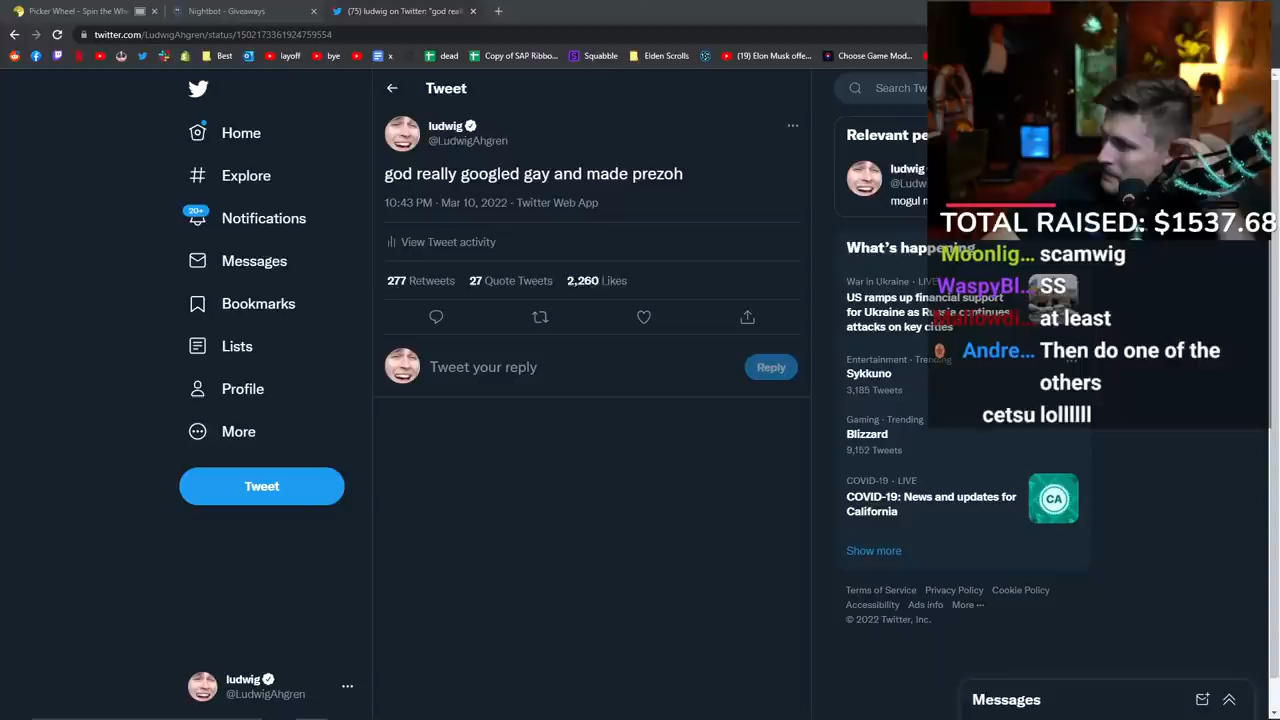 Picker Wheel - Spin the Whe
Nightbot - Giveaways
(75) ludwig on Twitter: "god real
twitter.com/LudwigAhgren/status/1502173361924759554
Best
layoff
bye
x
dead
Copy of SAP Ribbo...
Squabble
Elden Scrolls
(19) Elon Musk offe...
Choose Game Mod...
Home
Explore
20+
Notifications
Messages
Bookmarks
Lists
Profile
More
Tweet
ludwig
@LudwigAhgren
Tweet
ludwig
@LudwigAhgren
god really googled gay and made prezoh
10:43 PM · Mar 10, 2022 · Twitter Web App
View Tweet activity
277 Retweets 27 Quote Tweets 2,260 Likes
Tweet your reply
Reply
Search Tw
Relevant pe
ludwig
@Ludw
mogul m
What's happening
War in Ukraine · LIVE
US ramps up financial support
for Ukraine as Russia continues
attacks on key cities
Entertainment · Trending
Sykkuno
3,185 Tweets
Gaming · Trending
Blizzard
9,152 Tweets
COVID-19 · LIVE
COVID-19: News and updates for
California
CA
Show more
Terms of Service Privacy Policy Cookie Policy
Accessibility Ads info More
© 2022 Twitter, Inc.
Messages
TOTAL RAISED: $1537.68
Moonlig... scamwig
WaspyBl... SS
at least
Andre... Then do one of the
others
cetsu lollllll